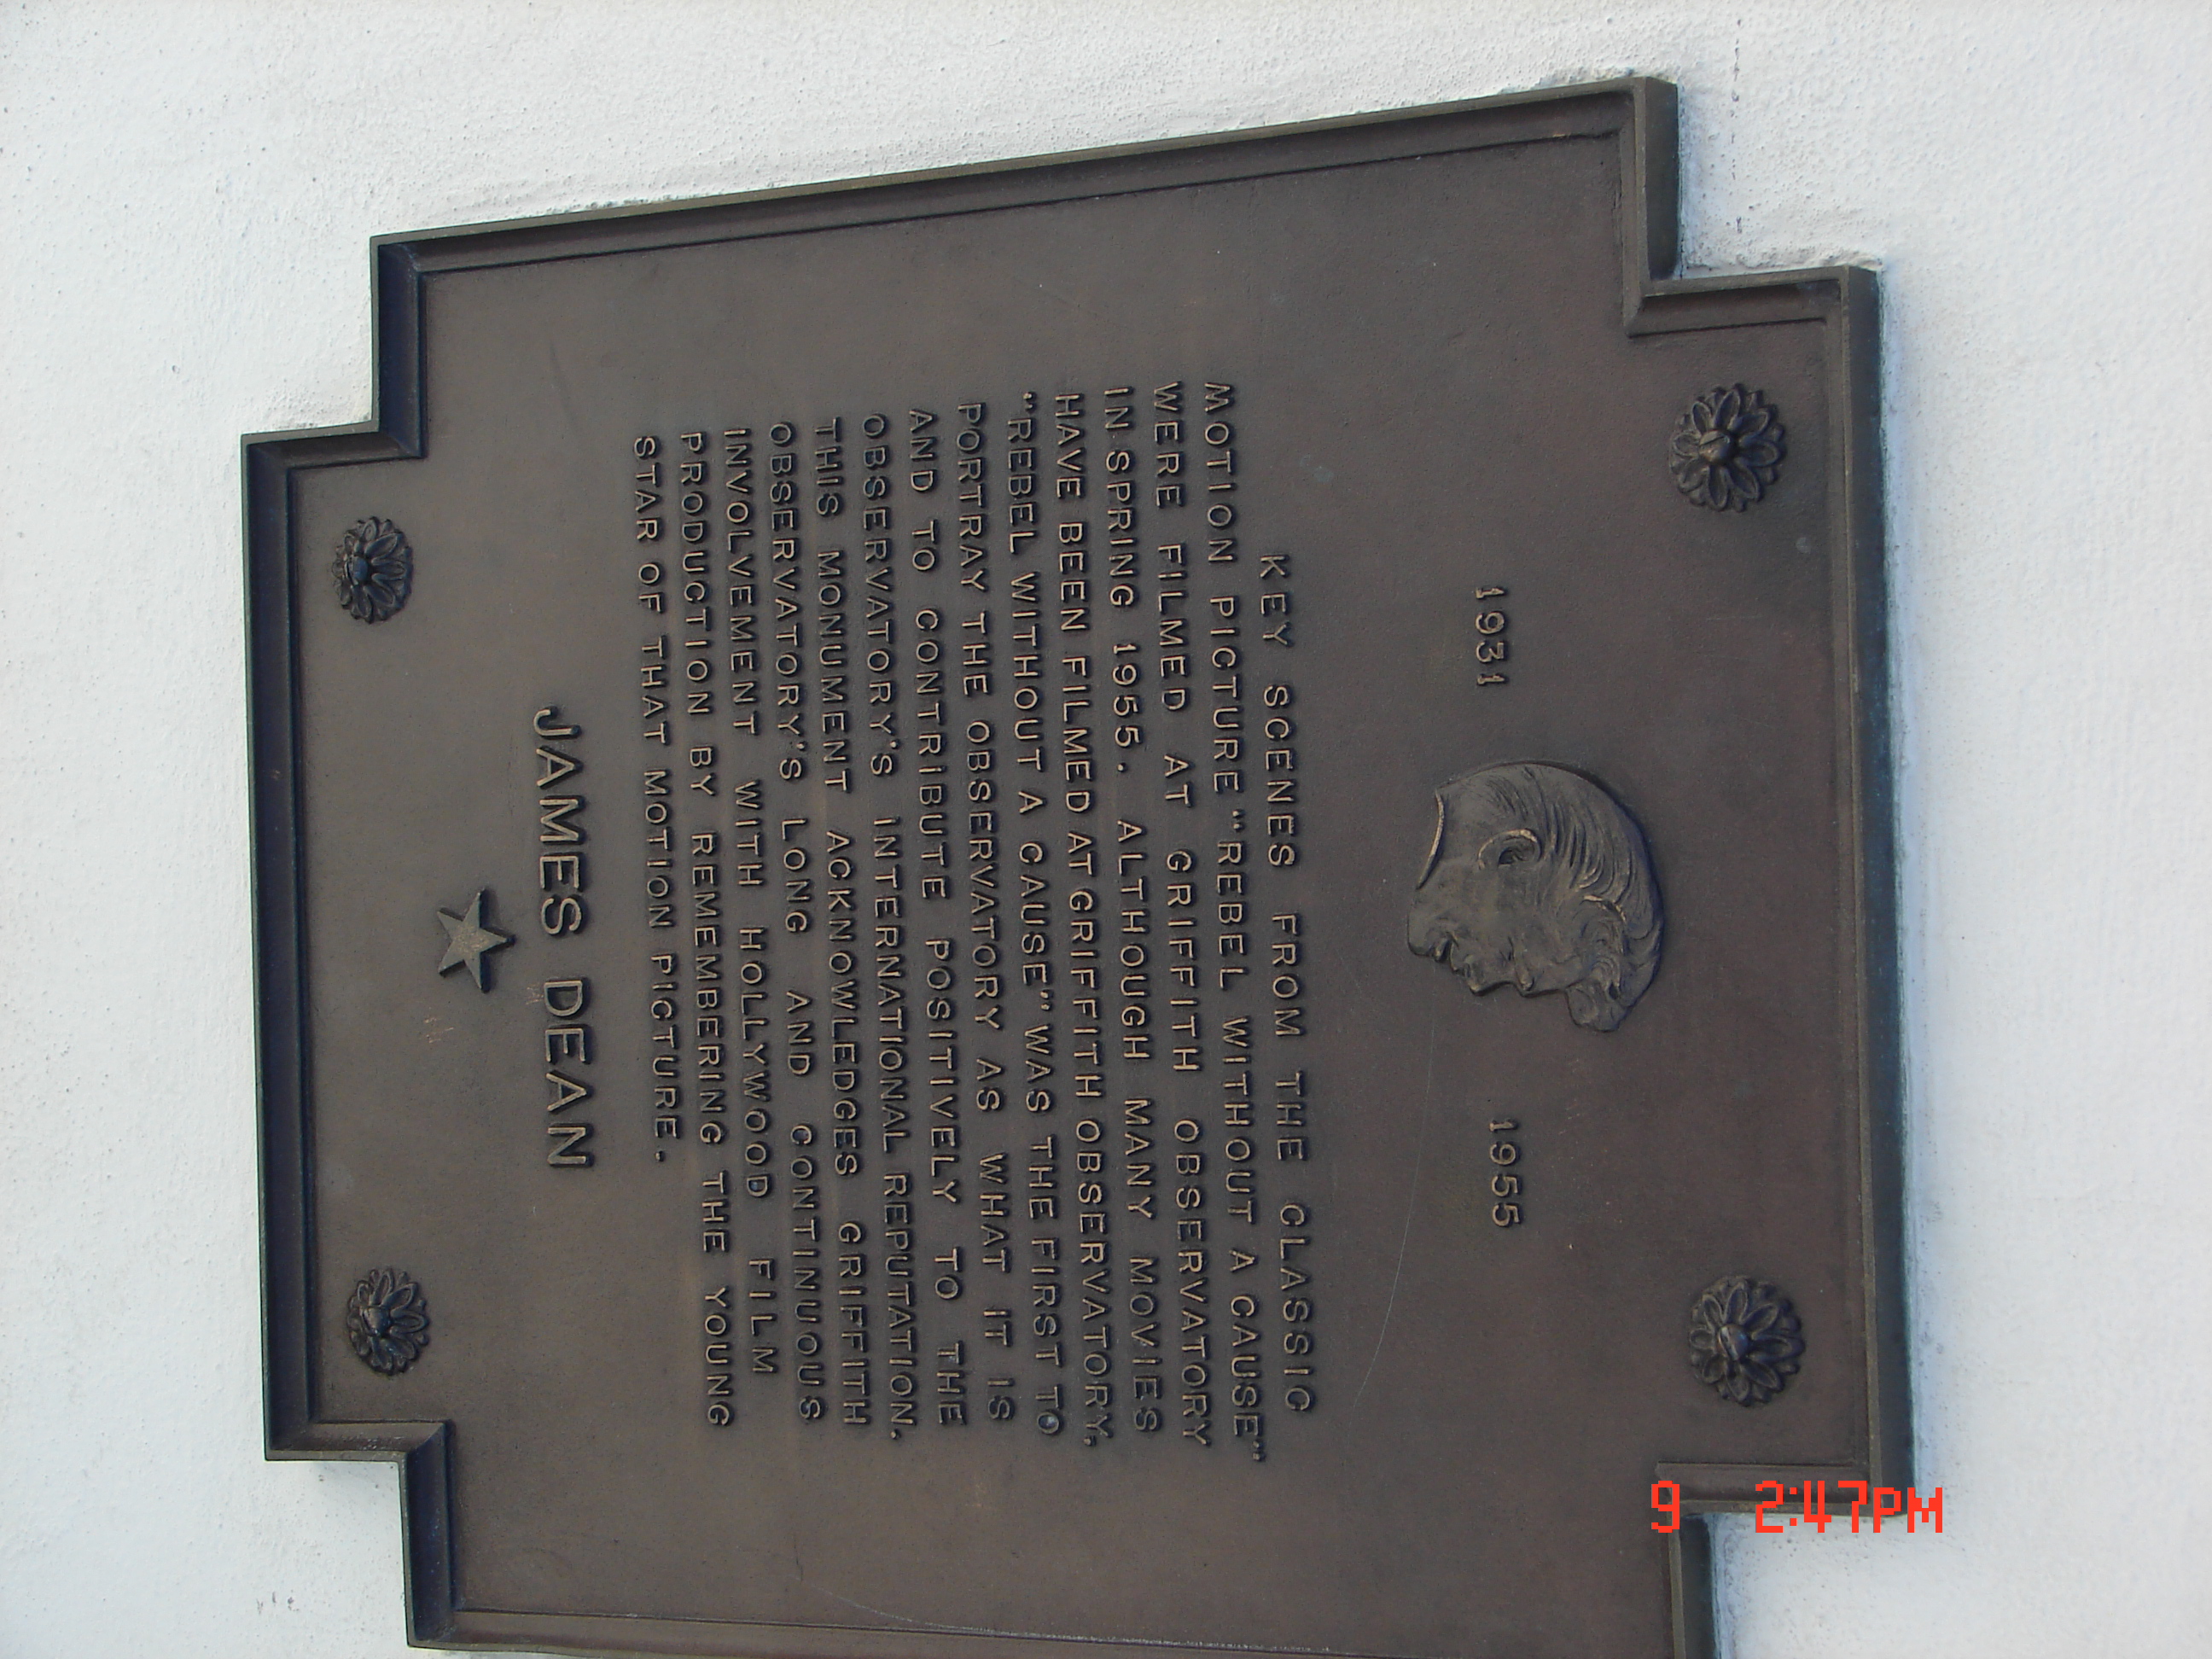 1931 1955
KEY SCENES FROM THE CLASSIC
MOTION PICTURE "REBEL WITHOUT A CAUSE"
WERE FILMED AT GRIFFITH OBSERVATORY
IN SPRING 1955. ALTHOUGH MANY MOVIES
HAVE BEEN FILMED AT GRIFFITH OBSERVATORY,
"REBEL WITHOUT A CAUSE" WAS THE FIRST TO
PORTRAY THE OBSERVATORY AS WHAT IT IS
AND TO CONTRIBUTE POSITIVELY TO THE
OBSERVATORY'S INTERNATIONAL REPUTATION.
THIS MONUMENT ACKNOWLEDGES GRIFFITH
OBSERVATORY'S LONG AND CONTINUOUS
INVOLVEMENT WITH HOLLYWOOD FILM
PRODUCTION BY REMEMBERING THE YOUNG
STAR OF THAT MOTION PICTURE.
JAMES DEAN
9 2:47PM